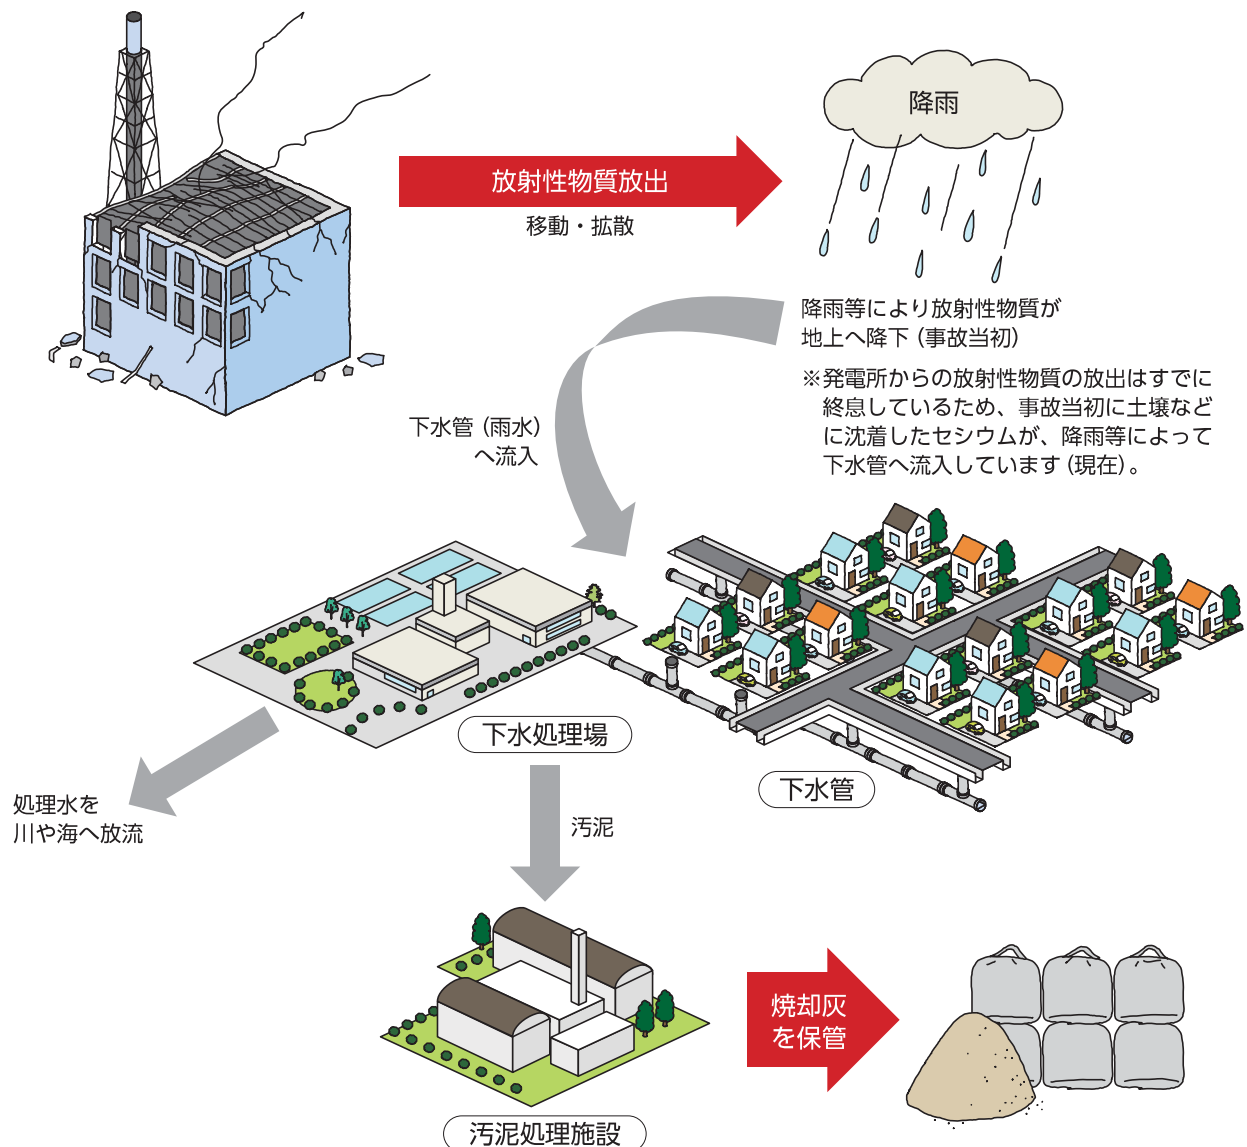 降雨
放射性物質放出
移動・拡散
降雨等により放射性物質が
地上へ降下（事故当初）
※発電所からの放射性物質の放出はすでに
終息しているため、事故当初に土壌など
に沈着したセシウムが、降雨等によって
下水管へ流入しています（現在）。
下水管（雨水）
へ流入
下水処理場
下水管
処理水を
川や海へ放流
汚泥
焼却灰
を保管
汚泥処理施設